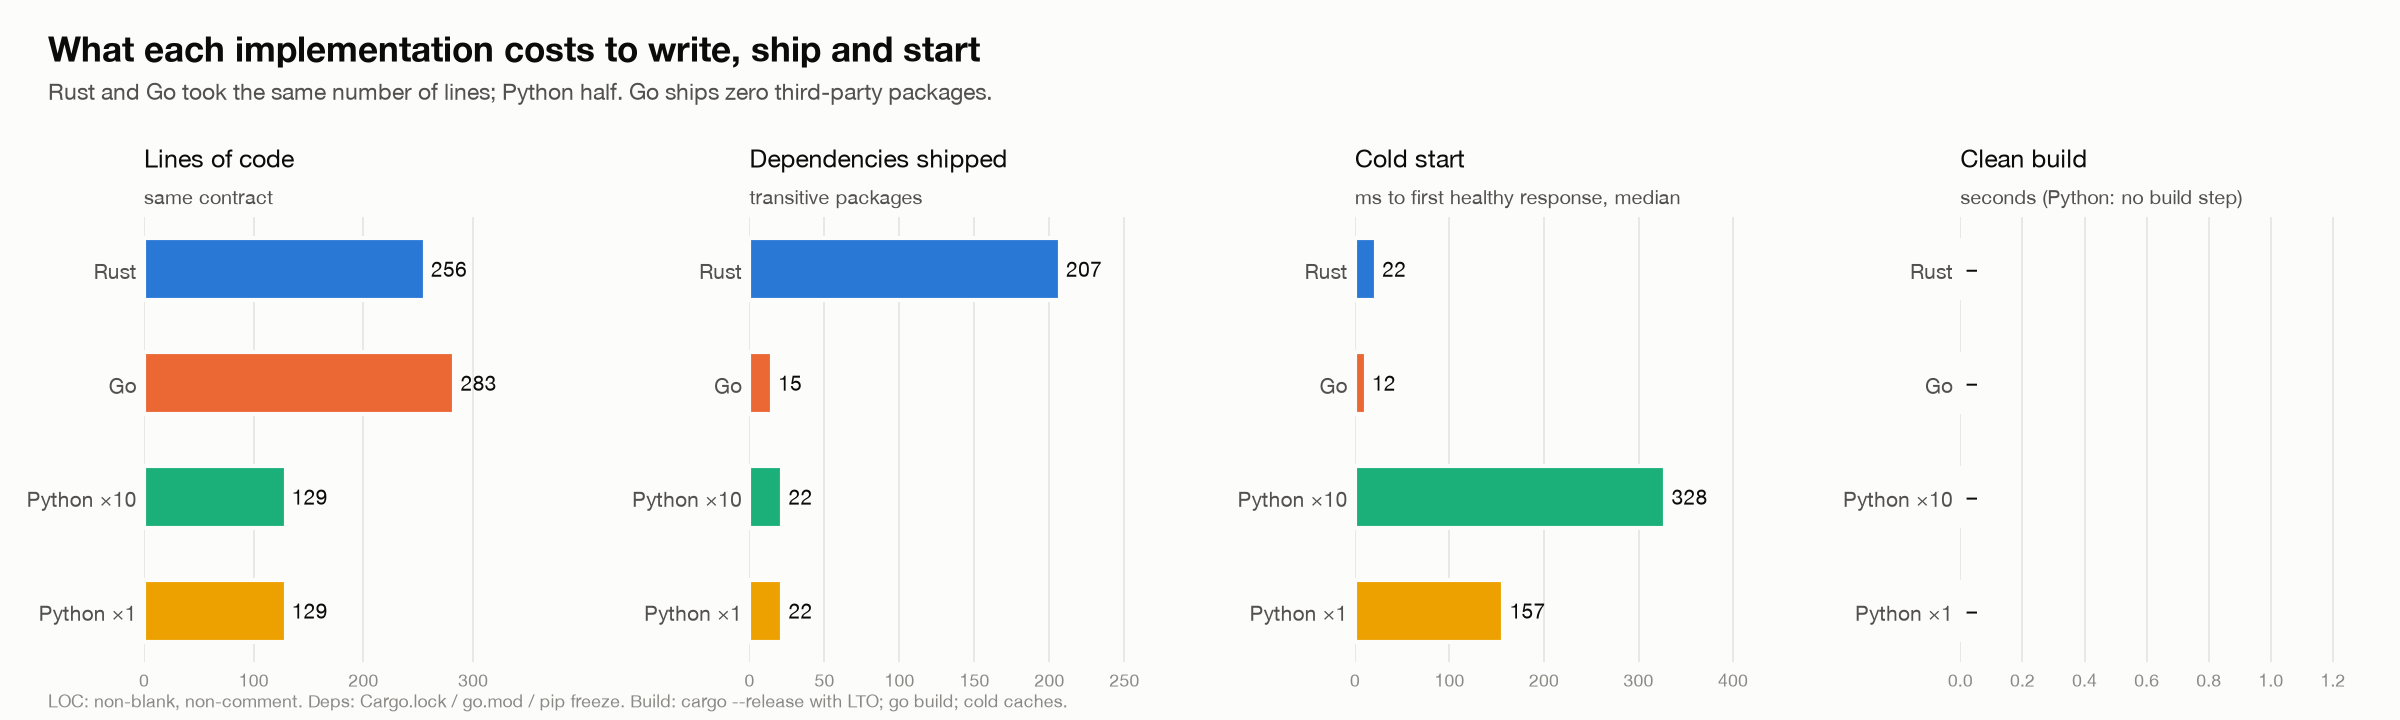 What each implementation costs to write, ship and start
Rust and Go took the same number of lines; Python half. Go ships zero third-party packages.
Lines of code
same contract
Rust
256
Go
283
Python ×10
129
Python ×1
129
0 100 200 300
Dependencies shipped
transitive packages
Rust
207
Go
15
Python ×10
22
Python ×1
22
0 50 100 150 200 250
Cold start
ms to first healthy response, median
Rust
22
Go
12
Python ×10
328
Python ×1
157
0 100 200 300 400
Clean build
seconds (Python: no build step)
Rust
–
Go
–
Python ×10
–
Python ×1
–
0.0 0.2 0.4 0.6 0.8 1.0 1.2
LOC: non-blank, non-comment. Deps: Cargo.lock / go.mod / pip freeze. Build: cargo --release with LTO; go build; cold caches.